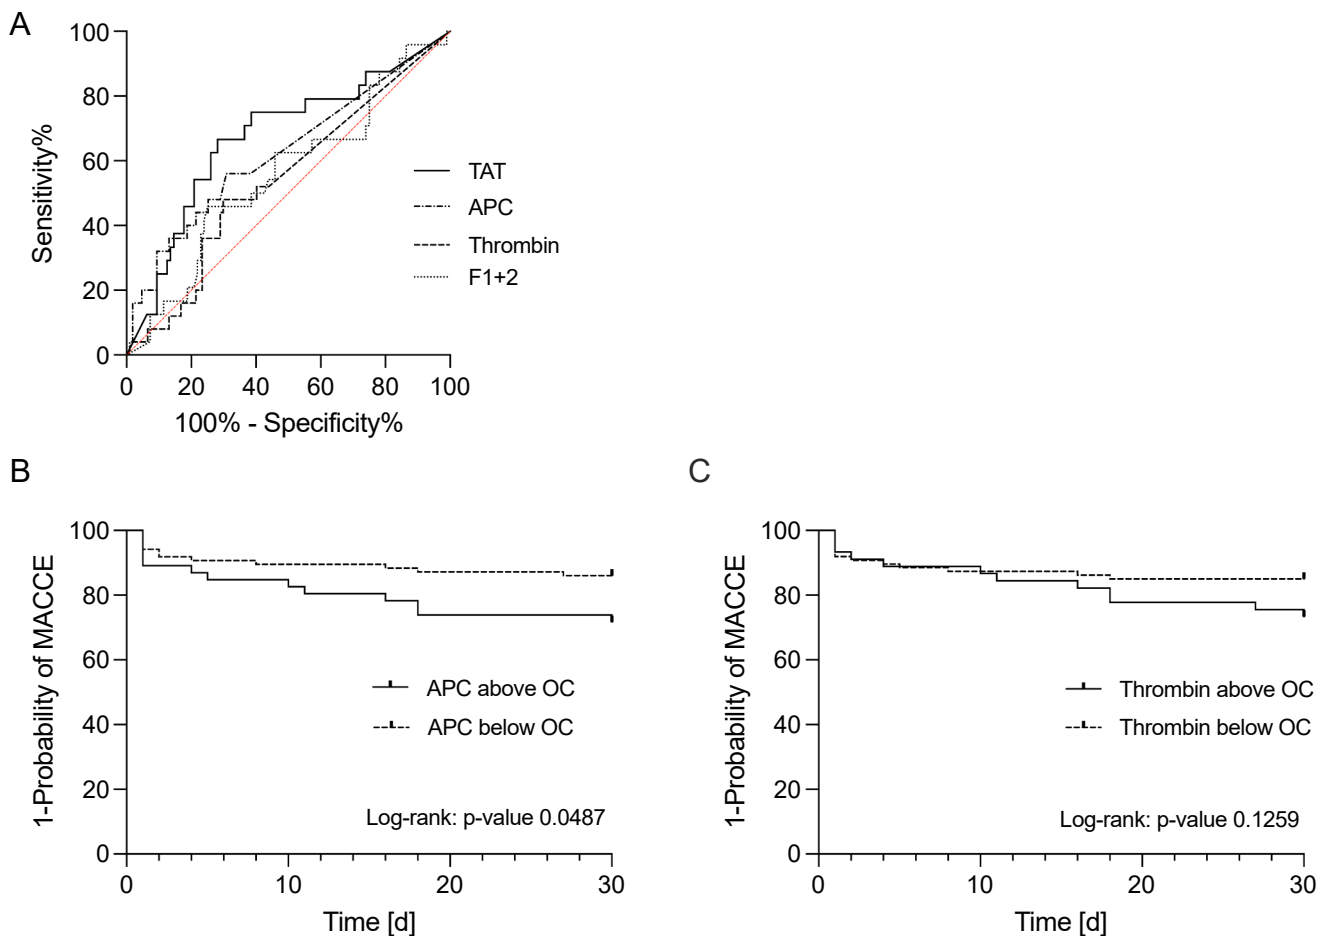 A
100
80
60
40
20
0
Sensitivity%
0 20 40 60 80 100
100% - Specificity%
TAT
APC
Thrombin
F1+2
B
100
80
60
40
20
0
1-Probability of MACCE
APC above OC
APC below OC
Log-rank: p-value 0.0487
0 10 20 30
Time [d]
C
100
80
60
40
20
0
1-Probability of MACCE
Thrombin above OC
Thrombin below OC
Log-rank: p-value 0.1259
0 10 20 30
Time [d]